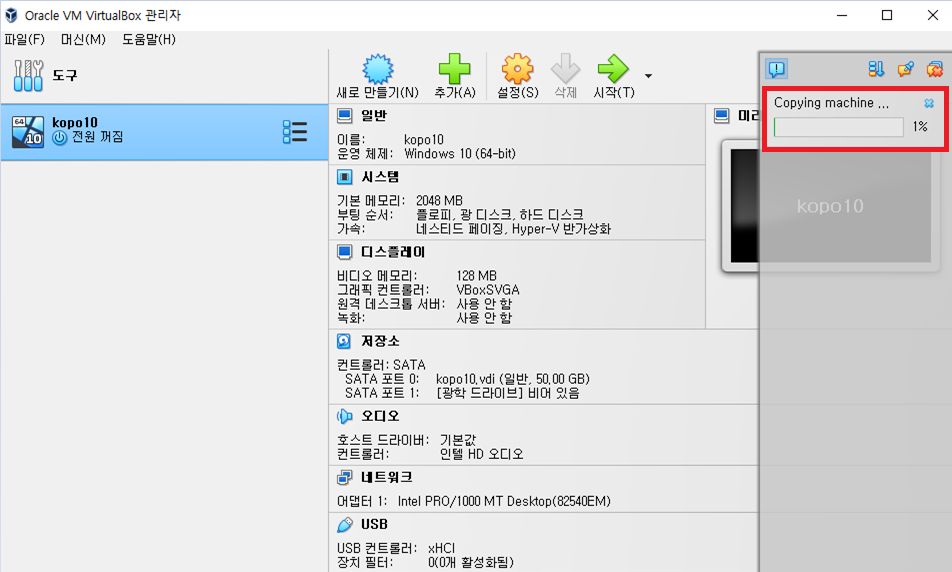 Oracle VM VirtualBox 관리자
파일(F) 머신(M) 도움말(H)
도구
새로 만들기(N) 추가(A) 설정(S) 삭제 시작(T)
64
10
kopo10
전원 꺼짐
일반
이름: kopo10
운영 체제: Windows 10 (64-bit)
시스템
기본 메모리: 2048 MB
부팅 순서: 플로피, 광 디스크, 하드 디스크
가속: 네스티드 페이징, Hyper-V 반가상화
디스플레이
비디오 메모리: 128 MB
그래픽 컨트롤러: VBoxSVGA
원격 데스크톱 서버: 사용 안 함
녹화: 사용 안 함
저장소
컨트롤러: SATA
SATA 포트 0: kopo10.vdi (일반, 50.00 GB)
SATA 포트 1: [광학 드라이브] 비어 있음
오디오
호스트 드라이버: 기본값
컨트롤러: 인텔 HD 오디오
네트워크
어댑터 1: Intel PRO/1000 MT Desktop(82540EM)
USB
USB 컨트롤러: xHCI
장치 필터: 0(0개 활성화됨)
미리
kopo10
Copying machine ...
1%